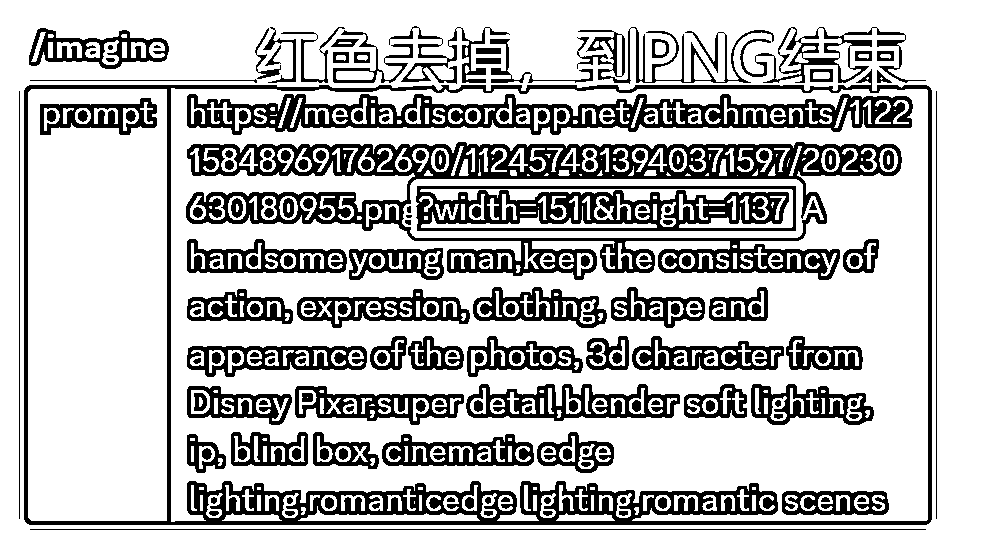 /imagine
红色去掉，到PNG结束
prompt
https://media.discordapp.net/attachments/1122
158489691762690/1124574813940371597/20230
630180955.png?width=1511&height=1137 A
handsome young man,keep the consistency of
action, expression, clothing, shape and
appearance of the photos, 3d character from
Disney Pixar,super detail,blender soft lighting,
ip, blind box, cinematic edge
lighting,romanticedge lighting,romantic scenes